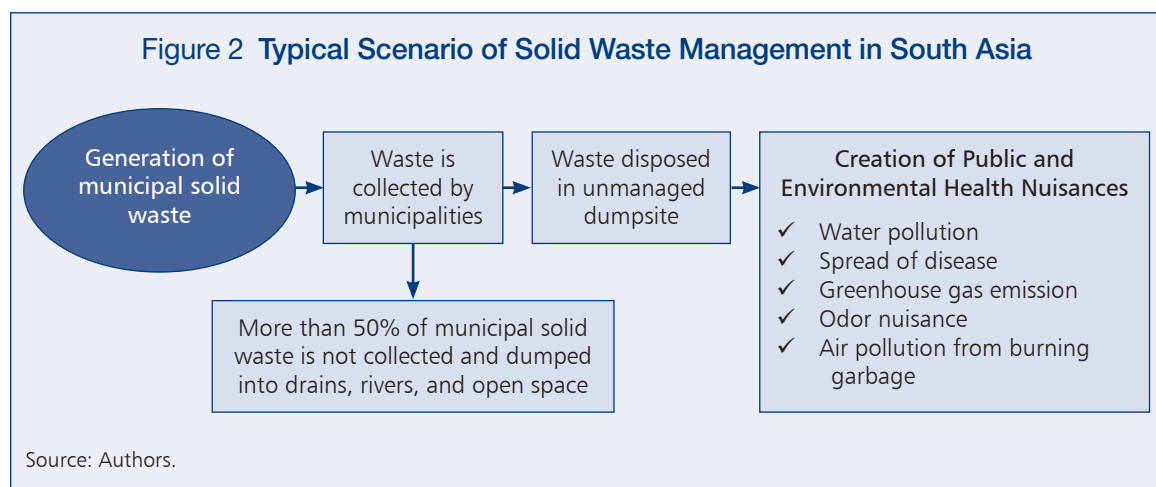 Figure 2 Typical Scenario of Solid Waste Management in South Asia
Generation of
municipal solid
waste
Waste is
collected by
municipalities
Waste disposed
in unmanaged
dumpsite
Creation of Public and
Environmental Health Nuisances
✓ Water pollution
✓ Spread of disease
✓ Greenhouse gas emission
✓ Odor nuisance
✓ Air pollution from burning
garbage
More than 50% of municipal solid
waste is not collected and dumped
into drains, rivers, and open space
Source: Authors.